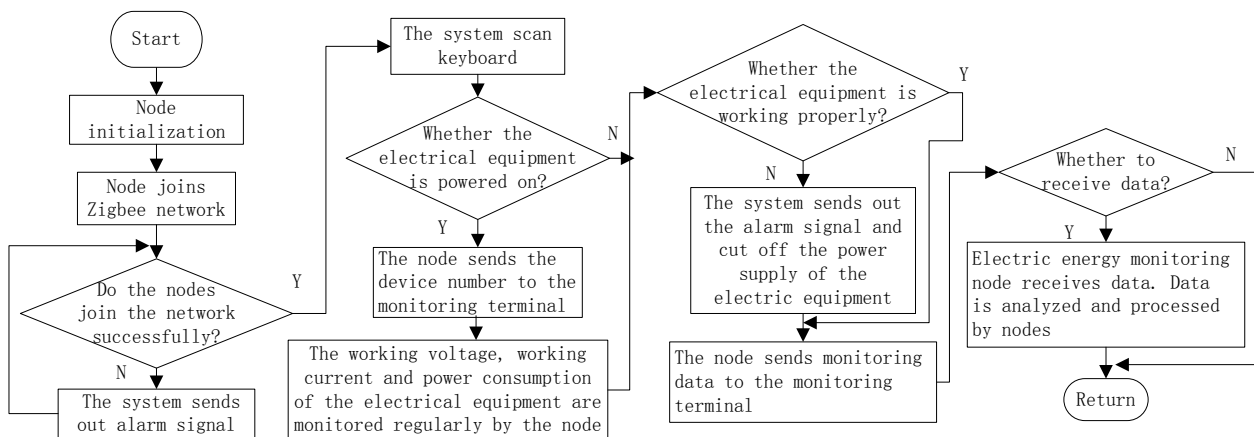 Start
Node
initialization
Node joins
Zigbee network
Do the nodes
join the network
successfully?
Y
N
The system sends
out alarm signal
The system scan
keyboard
Whether the
electrical equipment
is powered on?
N
Y
The node sends the
device number to the
monitoring terminal
The working voltage, working
current and power consumption
of the electrical equipment are
monitored regularly by the node
Whether the
electrical equipment is
working properly?
Y
N
The system sends out
the alarm signal and
cut off the power
supply of the
electric equipment
The node sends monitoring
data to the monitoring
terminal
Whether to
receive data?
N
Y
Electric energy monitoring
node receives data. Data
is analyzed and processed
by nodes
Return